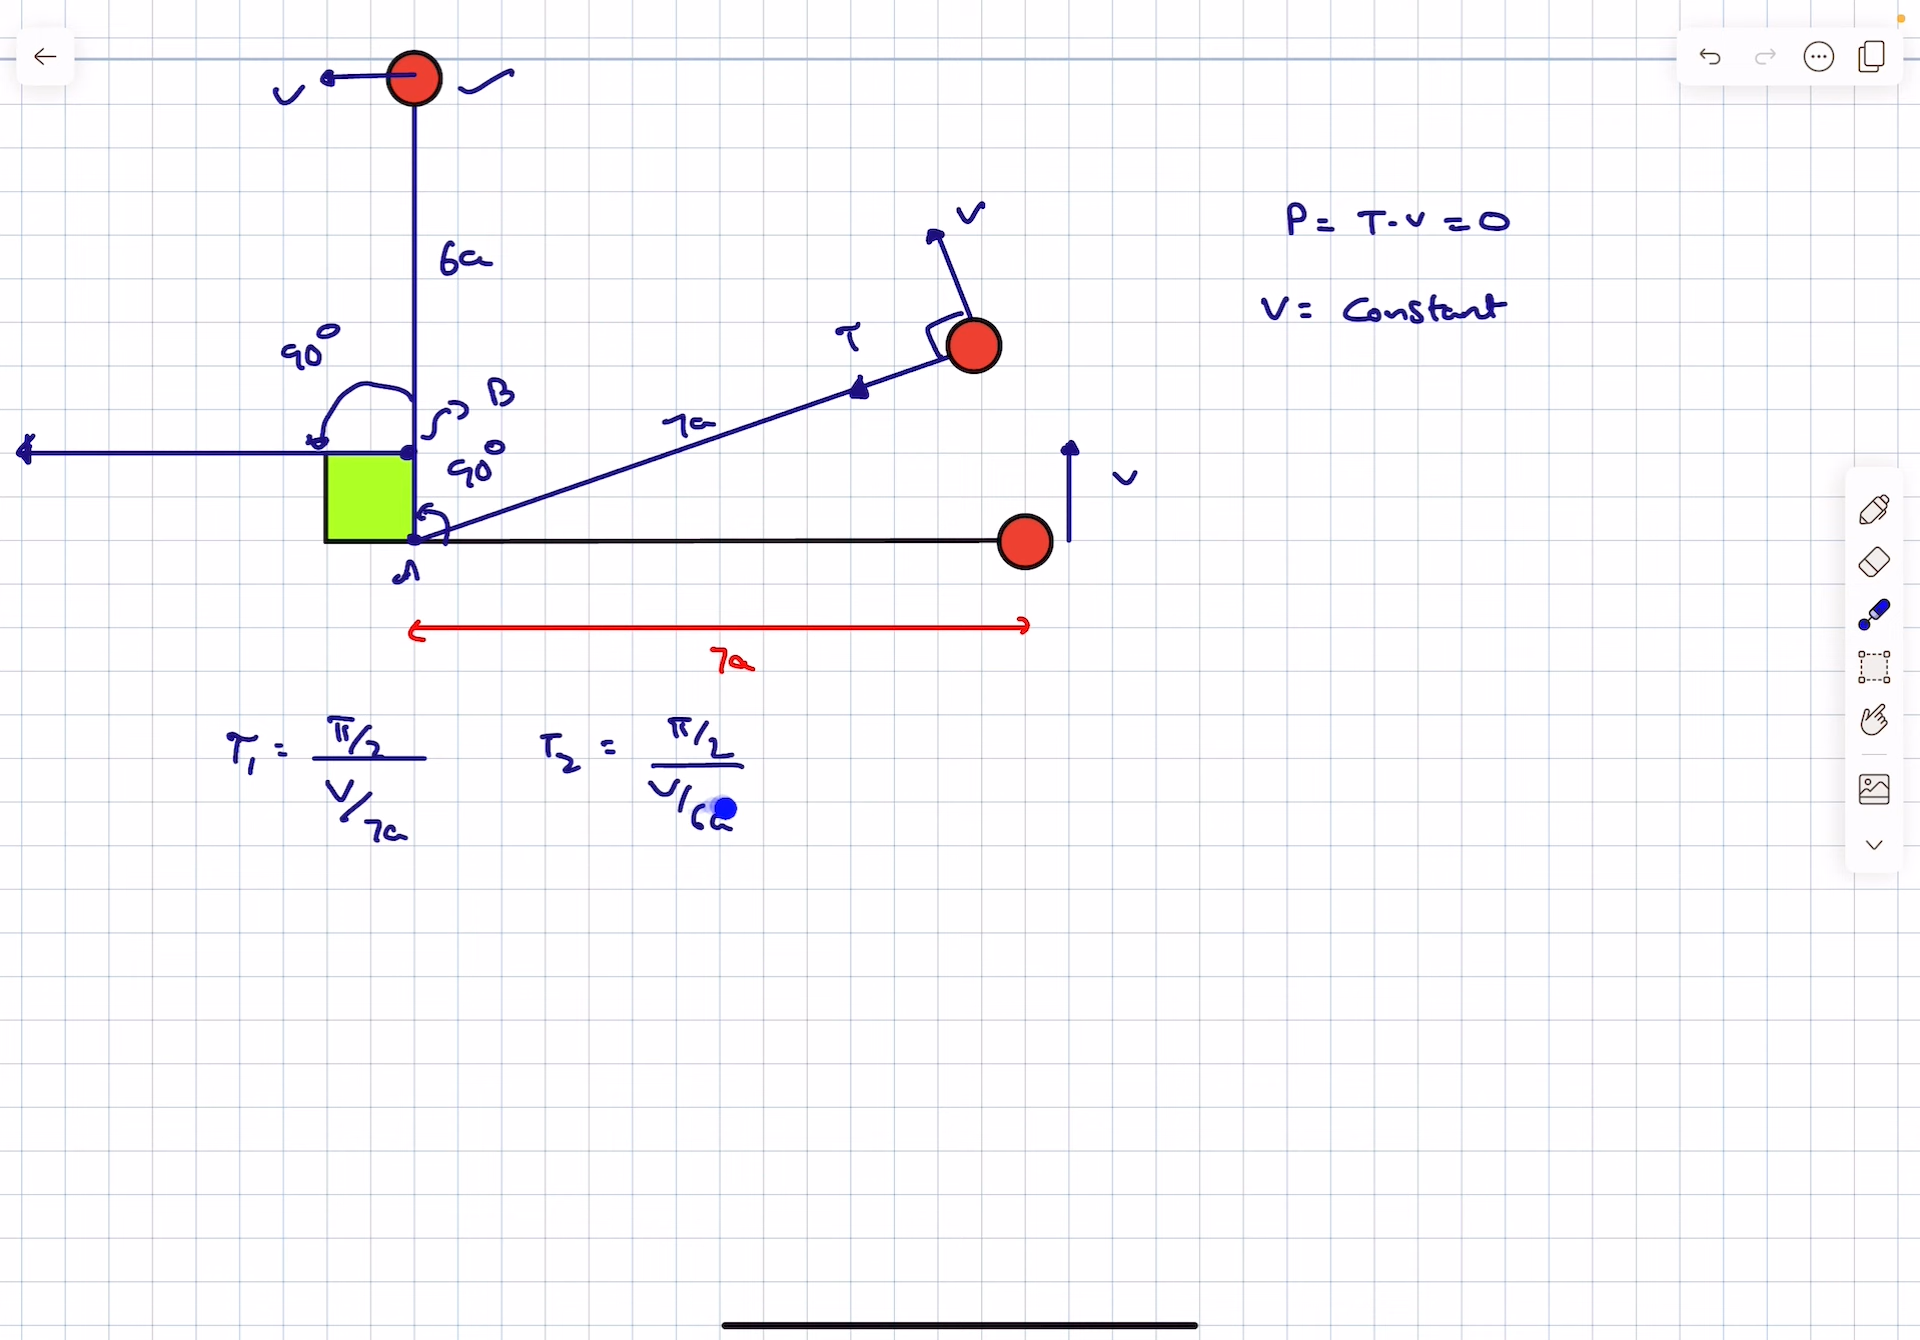 V
6a
V
P = T·V = 0
V = Constant
90°
T
7a
B
90°
V
A
7a
T₁ = π/2 / V/7a
T₂ = π/2 / V/6a